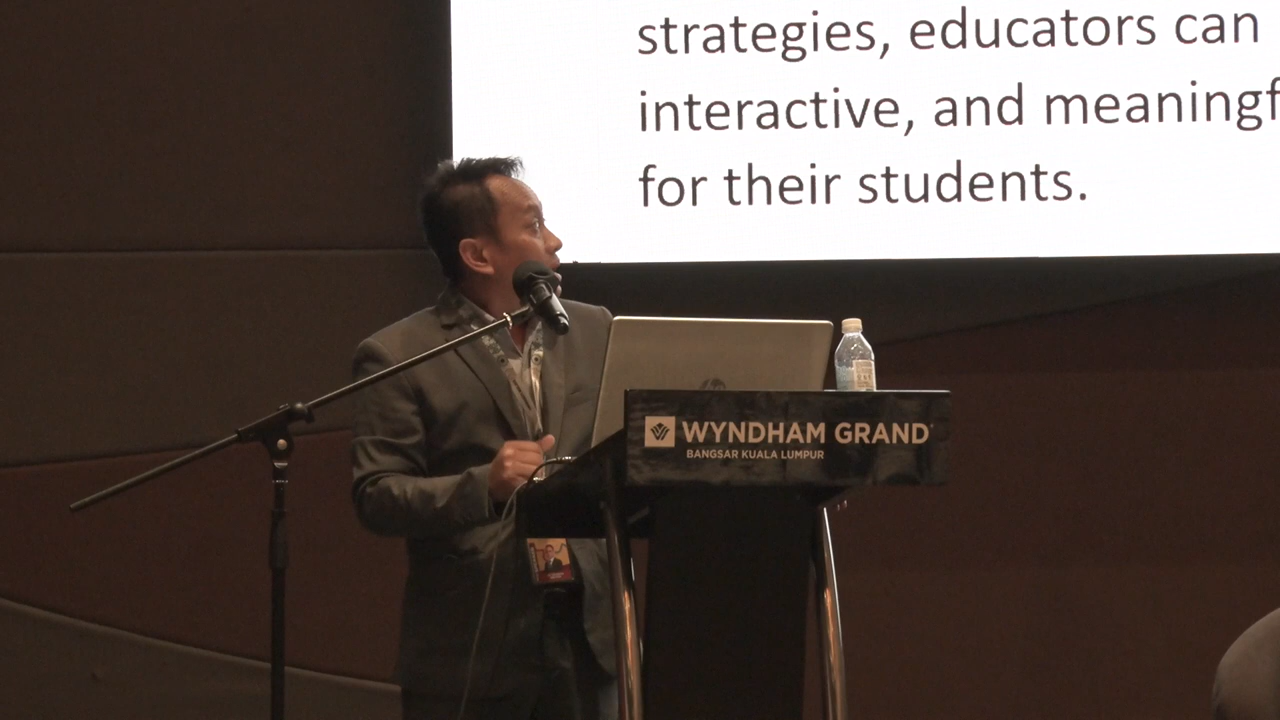 strategies, educators can
interactive, and meaningf
for their students.
WYNDHAM GRAND
BANGSAR KUALA LUMPUR